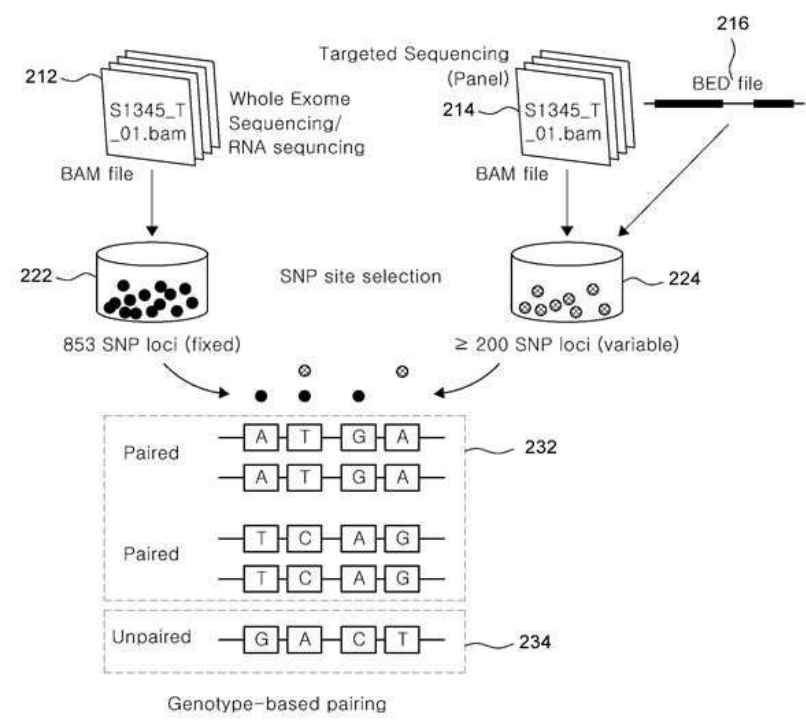 216
212
Targeted Sequencing
(Panel)
BED file
S1345_T
_01.bam
Whole Exome
Sequencing/
RNA sequncing
214
S1345_T
_01.bam
BAM file
BAM file
222
SNP site selection
224
853 SNP loci (fixed)
≥ 200 SNP loci (variable)
Paired
A T G A
232
A T G A
Paired
T C A G
T C A G
Unpaired
G A C T
234
Genotype-based pairing